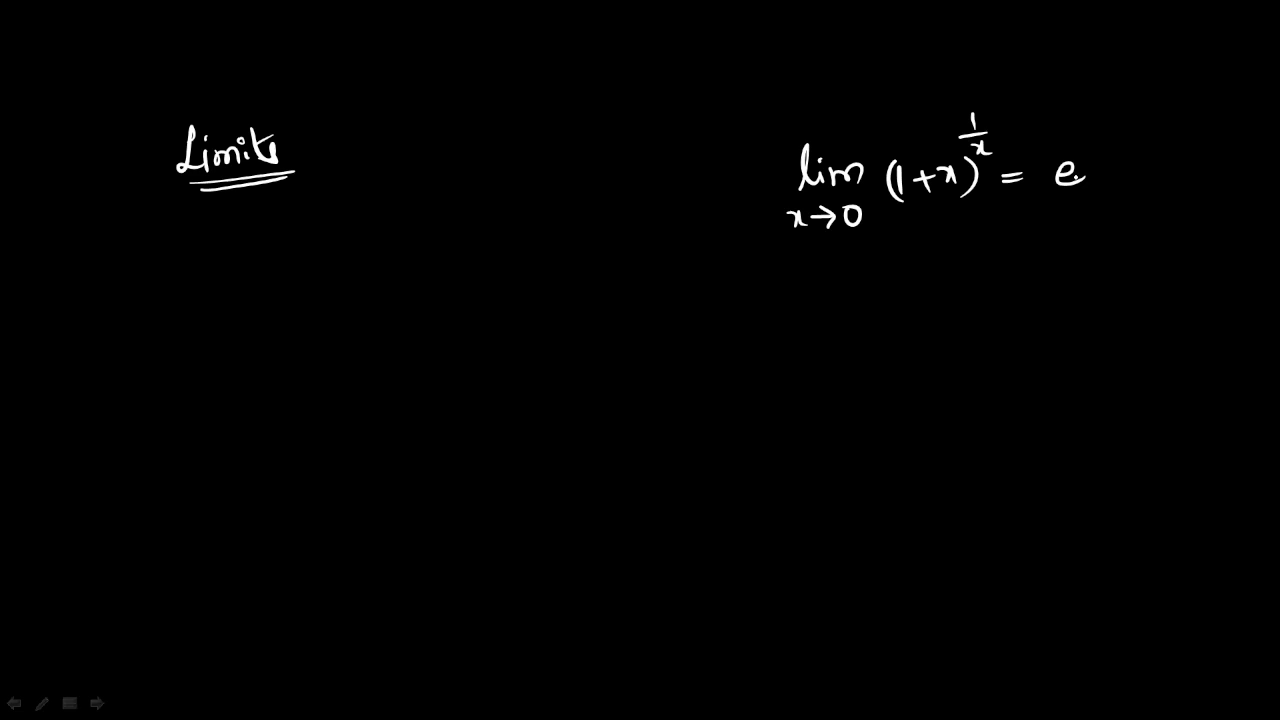 Limits
lim (1+x)^{1/x} = e.
x→0